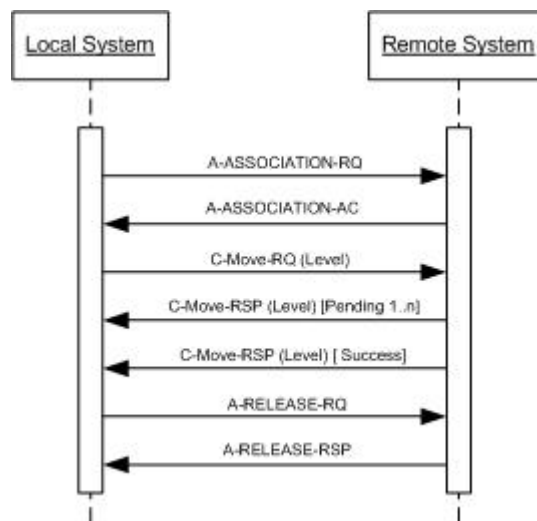 Local System
Remote System
A-ASSOCIATION-RQ
A-ASSOCIATION-AC
C-Move-RQ (Level)
C-Move-RSP (Level) [Pending 1..n]
C-Move-RSP (Level) [ Success]
A-RELEASE-RQ
A-RELEASE-RSP